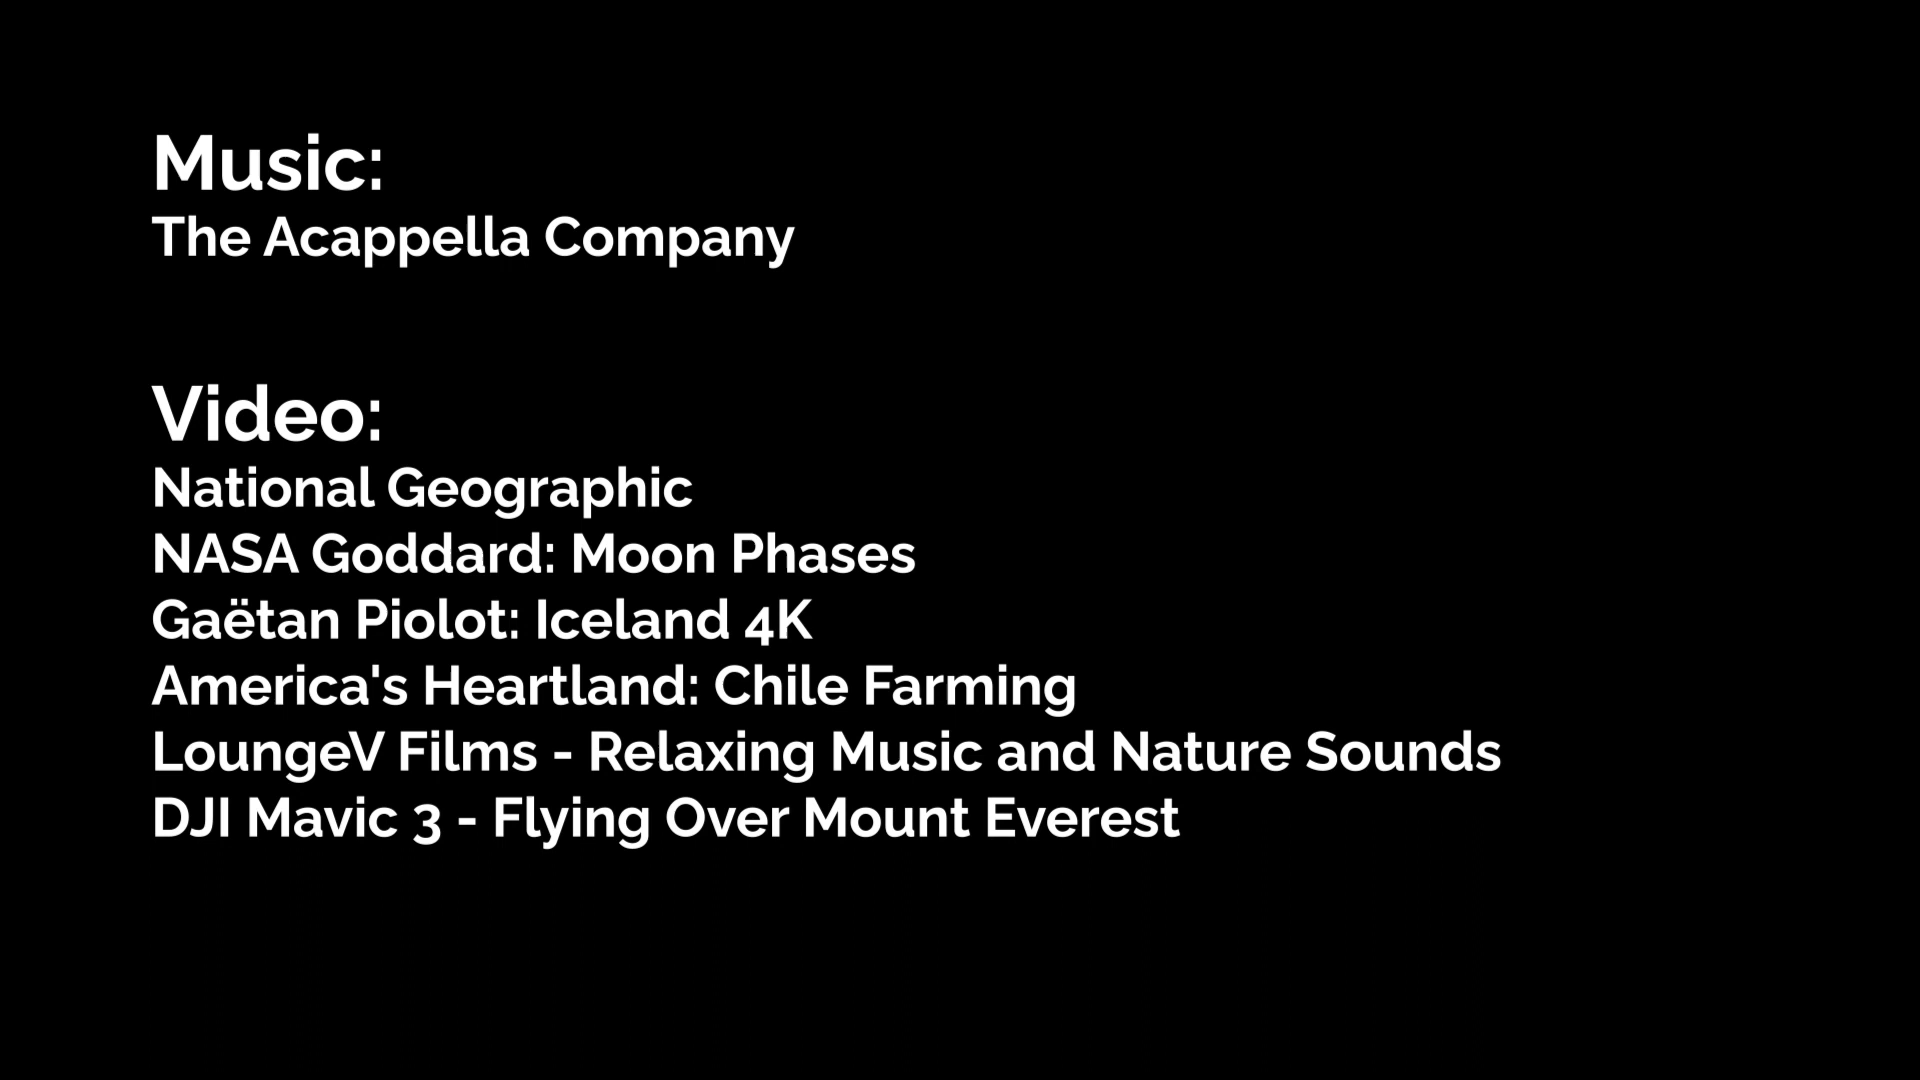 Music:
The Acappella Company
Video:
National Geographic
NASA Goddard: Moon Phases
Gaëtan Piolot: Iceland 4K
America's Heartland: Chile Farming
LoungeV Films - Relaxing Music and Nature Sounds
DJI Mavic 3 - Flying Over Mount Everest